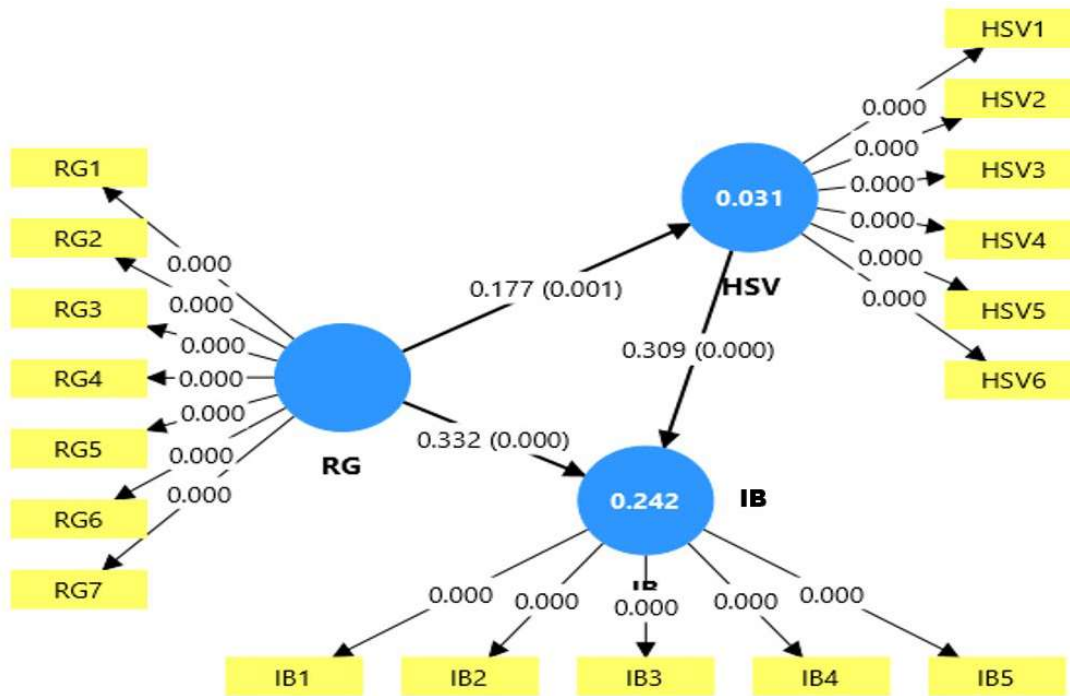 HSV1
HSV2
HSV3
HSV4
HSV5
HSV6
0.000
0.000
0.000
0.000
0.000
0.000
0.031
HSV
RG1
RG2
RG3
RG4
RG5
RG6
RG7
0.000
0.000
0.000
0.000
0.000
0.000
0.000
RG
0.177 (0.001)
0.309 (0.000)
0.332 (0.000)
0.242
IB
0.000
0.000
0.000
0.000
0.000
IB1
IB2
IB3
IB4
IB5